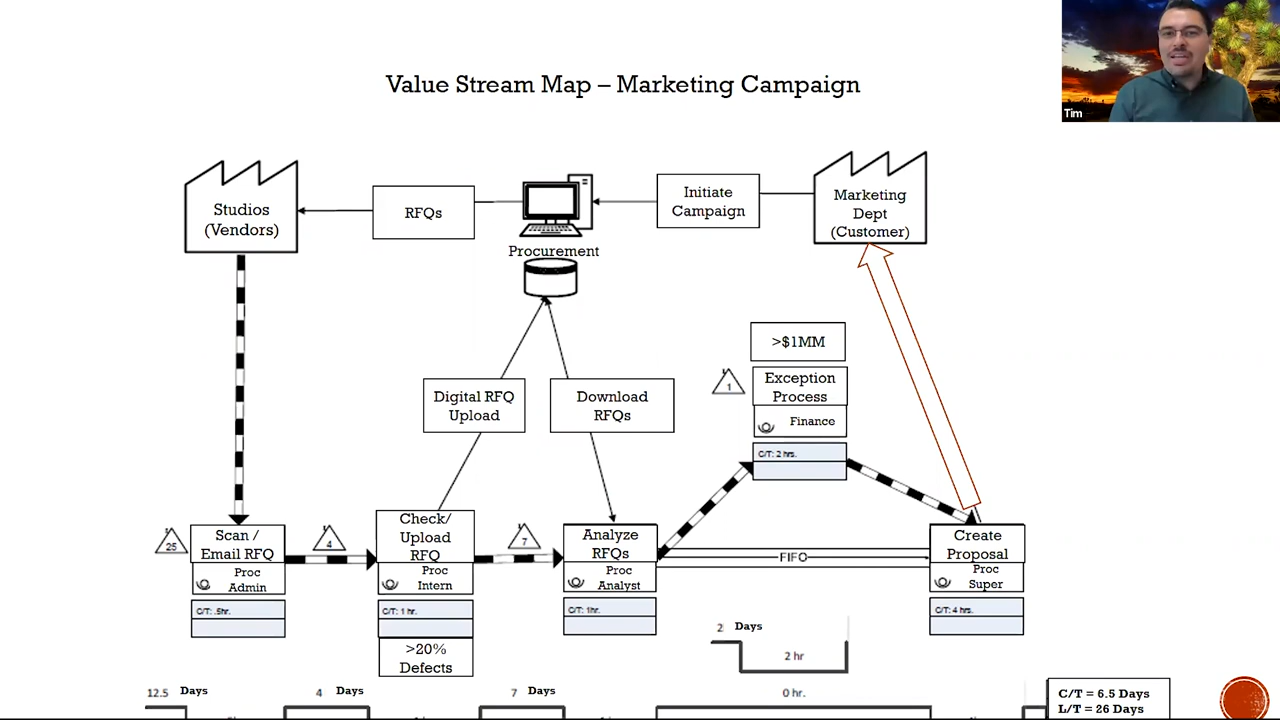 Tim
Value Stream Map – Marketing Campaign
Studios
(Vendors)
RFQs
Procurement
Initiate
Campaign
Marketing
Dept
(Customer)
Digital RFQ
Upload
Download
RFQs
>$1MM
1
Exception
Process
Finance
C/T: 2 hrs.
25
Scan /
Email RFQ
Proc
Admin
C/T: .5hr.
4
Check/
Upload
RFQ
Proc
Intern
C/T: 1 hr.
>20%
Defects
7
Analyze
RFQs
Proc
Analyst
C/T: 1hr.
FIFO
Create
Proposal
Proc
Super
C/T: 4 hrs.
2 Days
2 hr
12.5 Days
4 Days
7 Days
0 hr.
C/T = 6.5 Days
L/T = 26 Days